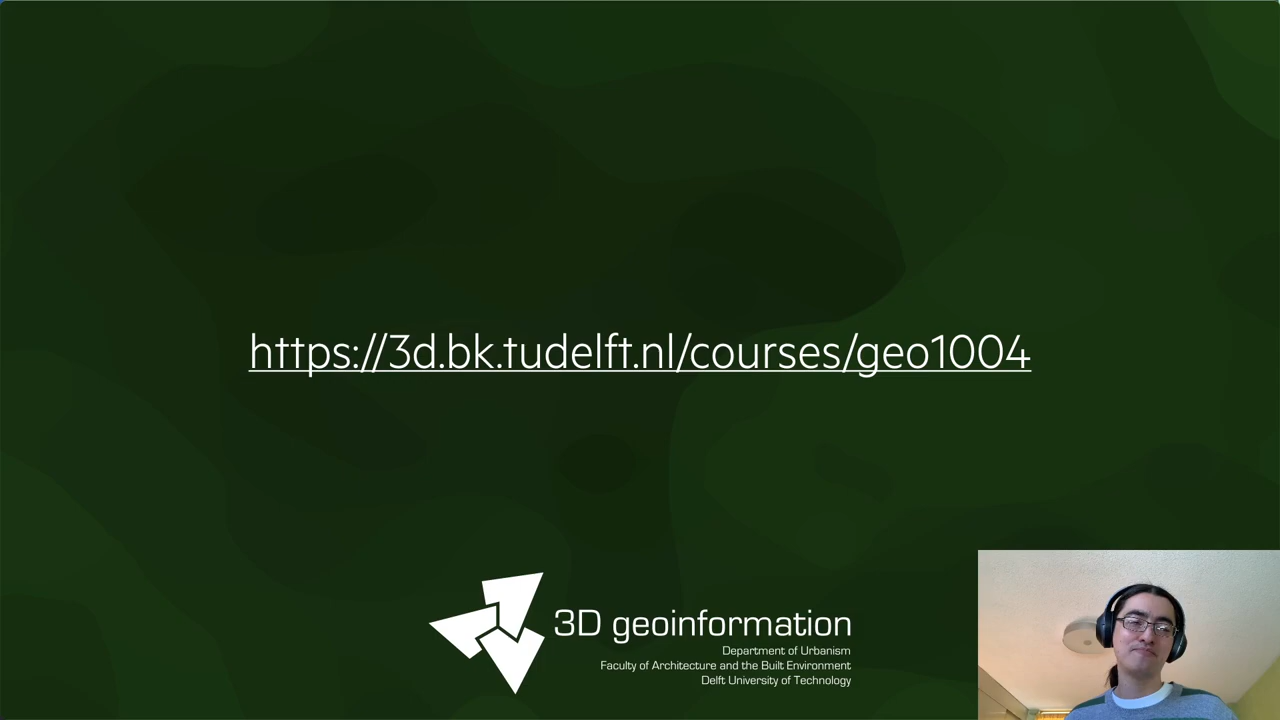 https://3d.bk.tudelft.nl/courses/geo1004
3D geoinformation
Department of Urbanism
Faculty of Architecture and the Built Environment
Delft University of Technology